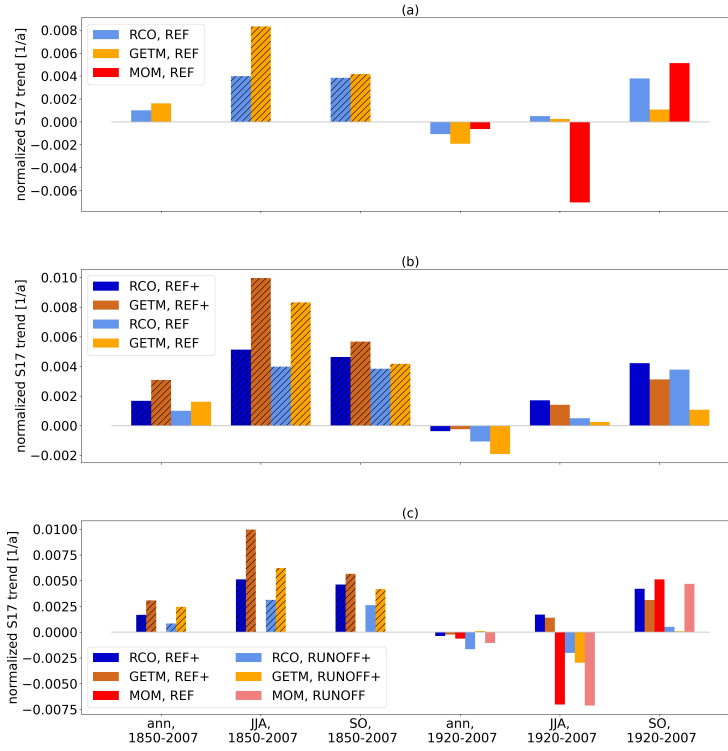 (a)
normalized S17 trend [1/a]
0.008
0.006
0.004
0.002
0.000
−0.002
−0.004
−0.006
RCO, REF
GETM, REF
MOM, REF
(b)
normalized S17 trend [1/a]
0.010
0.008
0.006
0.004
0.002
0.000
−0.002
RCO, REF+
GETM, REF+
RCO, REF
GETM, REF
(c)
normalized S17 trend [1/a]
0.0100
0.0075
0.0050
0.0025
0.0000
−0.0025
−0.0050
−0.0075
RCO, REF+
GETM, REF+
MOM, REF
RCO, RUNOFF+
GETM, RUNOFF+
MOM, RUNOFF
ann,
1850-2007
JJA,
1850-2007
SO,
1850-2007
ann,
1920-2007
JJA,
1920-2007
SO,
1920-2007